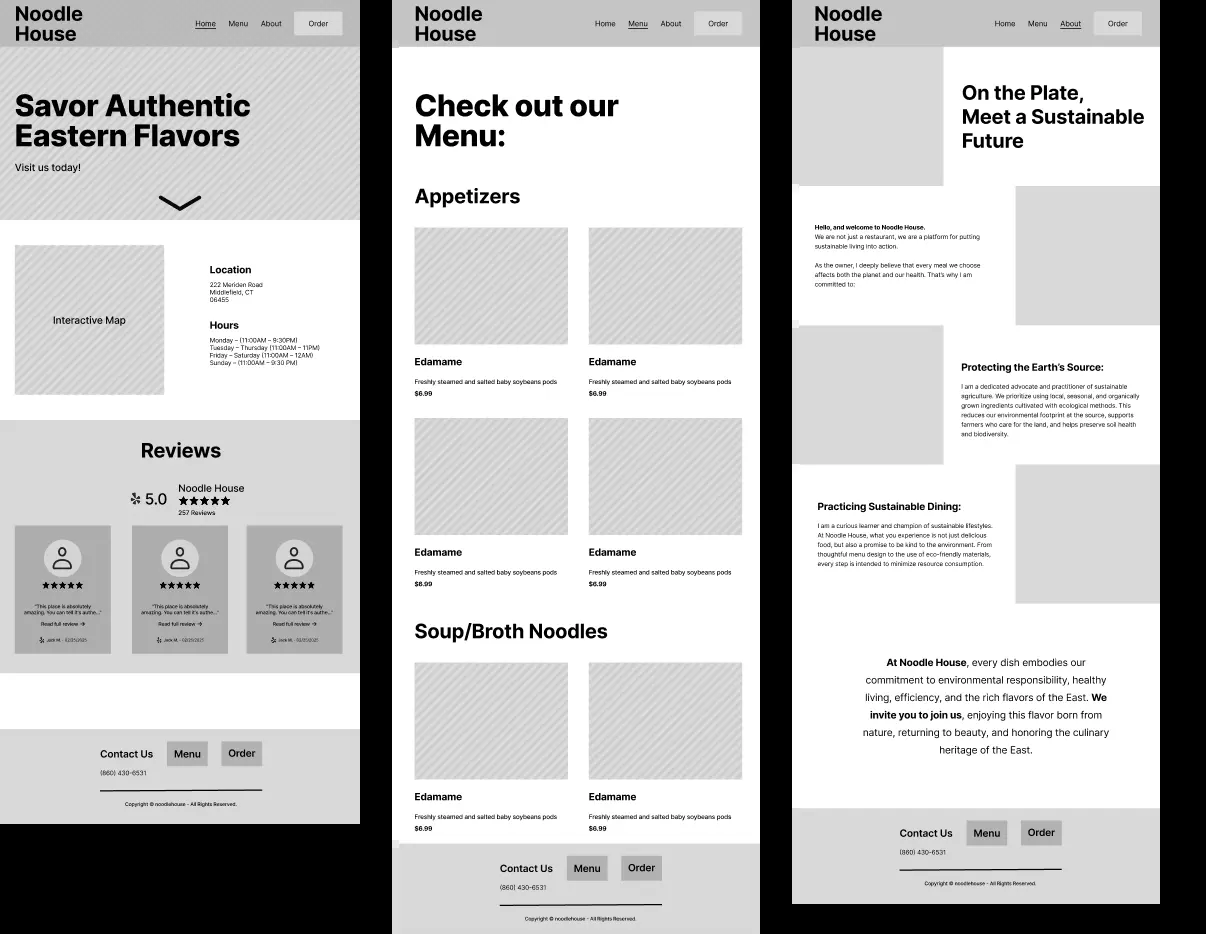 Noodle
House
Home Menu About Order
Savor Authentic
Eastern Flavors
Visit us today!
Interactive Map
Location
222 Meriden Road
Middlefield, CT
06455
Hours
Monday – (11:00AM – 9:30PM)
Tuesday – Thursday (11:00AM – 11PM)
Friday – Saturday (11:00AM – 12AM)
Sunday – (11:00AM – 9:30 PM)
Reviews
5.0
Noodle House
257 Reviews
"This place is absolutely
amazing. You can tell it's authe..."
Read full review →
Jack M. - 02/25/2025
"This place is absolutely
amazing. You can tell it's authe..."
Read full review →
Jack M. - 02/25/2025
"This place is absolutely
amazing. You can tell it's authe..."
Read full review →
Jack M. - 02/25/2025
Contact Us Menu Order
(860) 430-6531
Copyright © noodlehouse - All Rights Reserved.
Noodle
House
Home Menu About Order
Check out our
Menu:
Appetizers
Edamame
Freshly steamed and salted baby soybeans pods
$6.99
Edamame
Freshly steamed and salted baby soybeans pods
$6.99
Edamame
Freshly steamed and salted baby soybeans pods
$6.99
Edamame
Freshly steamed and salted baby soybeans pods
$6.99
Soup/Broth Noodles
Edamame
Freshly steamed and salted baby soybeans pods
$6.99
Edamame
Freshly steamed and salted baby soybeans pods
$6.99
Contact Us Menu Order
(860) 430-6531
Copyright © noodlehouse - All Rights Reserved.
Noodle
House
Home Menu About Order
On the Plate,
Meet a Sustainable
Future
Hello, and welcome to Noodle House.
We are not just a restaurant, we are a platform for putting
sustainable living into action.
As the owner, I deeply believe that every meal we choose
affects both the planet and our health. That's why I am
committed to:
Protecting the Earth's Source:
I am a dedicated advocate and practitioner of sustainable
agriculture. We prioritize using local, seasonal, and organically
grown ingredients cultivated with ecological methods. This
reduces our environmental footprint at the source, supports
farmers who care for the land, and helps preserve soil health
and biodiversity.
Practicing Sustainable Dining:
I am a curious learner and champion of sustainable lifestyles.
At Noodle House, what you experience is not just delicious
food, but also a promise to be kind to the environment. From
thoughtful menu design to the use of eco-friendly materials,
every step is intended to minimize resource consumption.
At Noodle House, every dish embodies our
commitment to environmental responsibility, healthy
living, efficiency, and the rich flavors of the East. We
invite you to join us, enjoying this flavor born from
nature, returning to beauty, and honoring the culinary
heritage of the East.
Contact Us Menu Order
(860) 430-6531
Copyright © noodlehouse - All Rights Reserved.